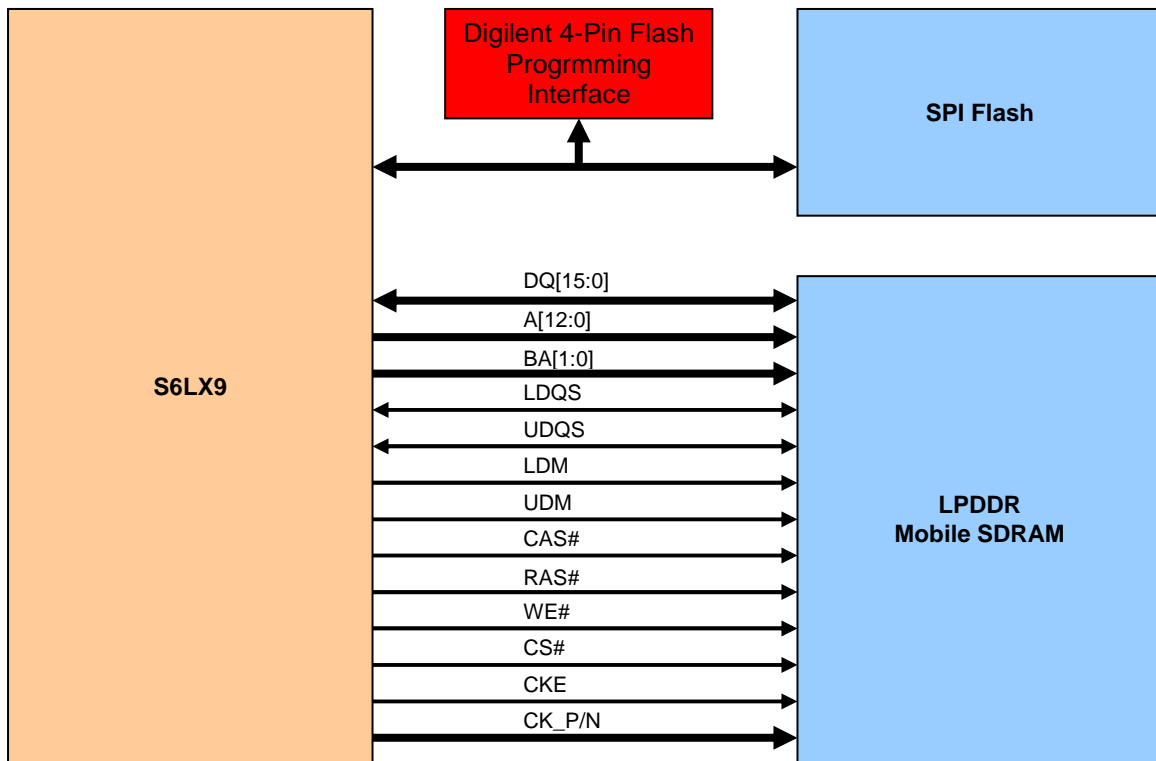 Digilent 4-Pin Flash
Progrmming
Interface
SPI Flash
S6LX9
DQ[15:0]
A[12:0]
BA[1:0]
LDQS
UDQS
LDM
UDM
CAS#
RAS#
WE#
CS#
CKE
CK_P/N
LPDDR
Mobile SDRAM